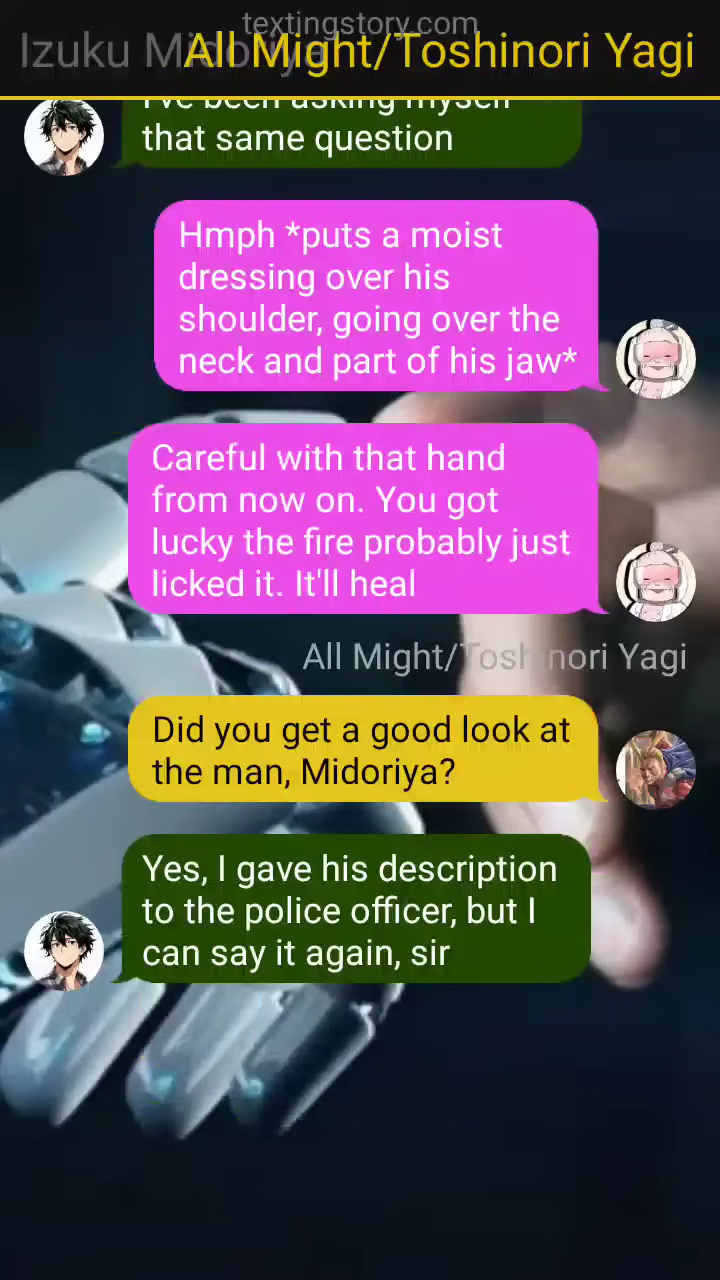 textingstory.com
Izuku Midoriya
All Might/Toshinori Yagi
I've been asking myself
that same question
Hmph *puts a moist
dressing over his
shoulder, going over the
neck and part of his jaw*
Careful with that hand
from now on. You got
lucky the fire probably just
licked it. It'll heal
All Might/Toshinori Yagi
Did you get a good look at
the man, Midoriya?
Yes, I gave his description
to the police officer, but I
can say it again, sir